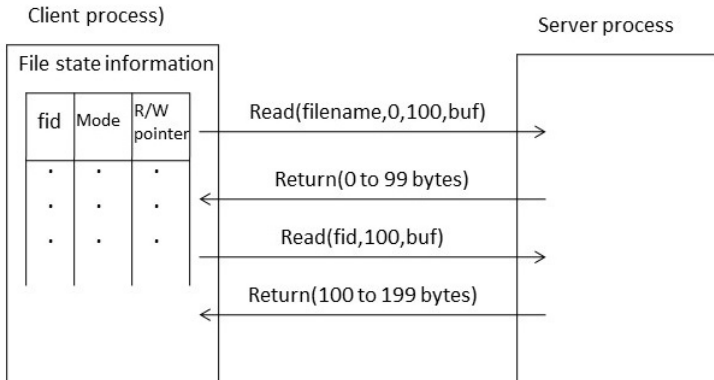 Client process)
Server process
File state information
fid
Mode
R/W
pointer
Read(filename,0,100,buf)
Return(0 to 99 bytes)
Read(fid,100,buf)
Return(100 to 199 bytes)